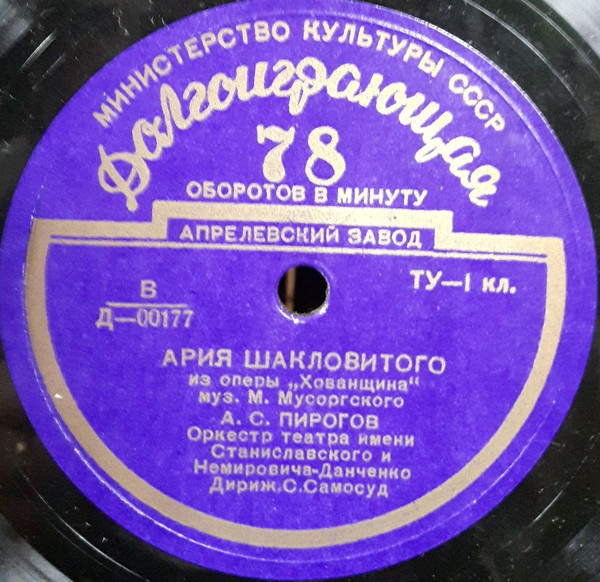 МИНИСТЕРСТВО КУЛЬТУРЫ СССР
Долгоиграющая
78
ОБОРОТОВ В МИНУТУ
АПРЕЛЕВСКИЙ ЗАВОД
ТУ—I кл.
В
Д—00177
АРИЯ ШАКЛОВИТОГО
из оперы „Хованщина“
муз. М. Мусоргского
А. С. ПИРОГОВ
Оркестр театра имени
Станиславского и
Немировича-Данченко
Дириж. С. Самосуд